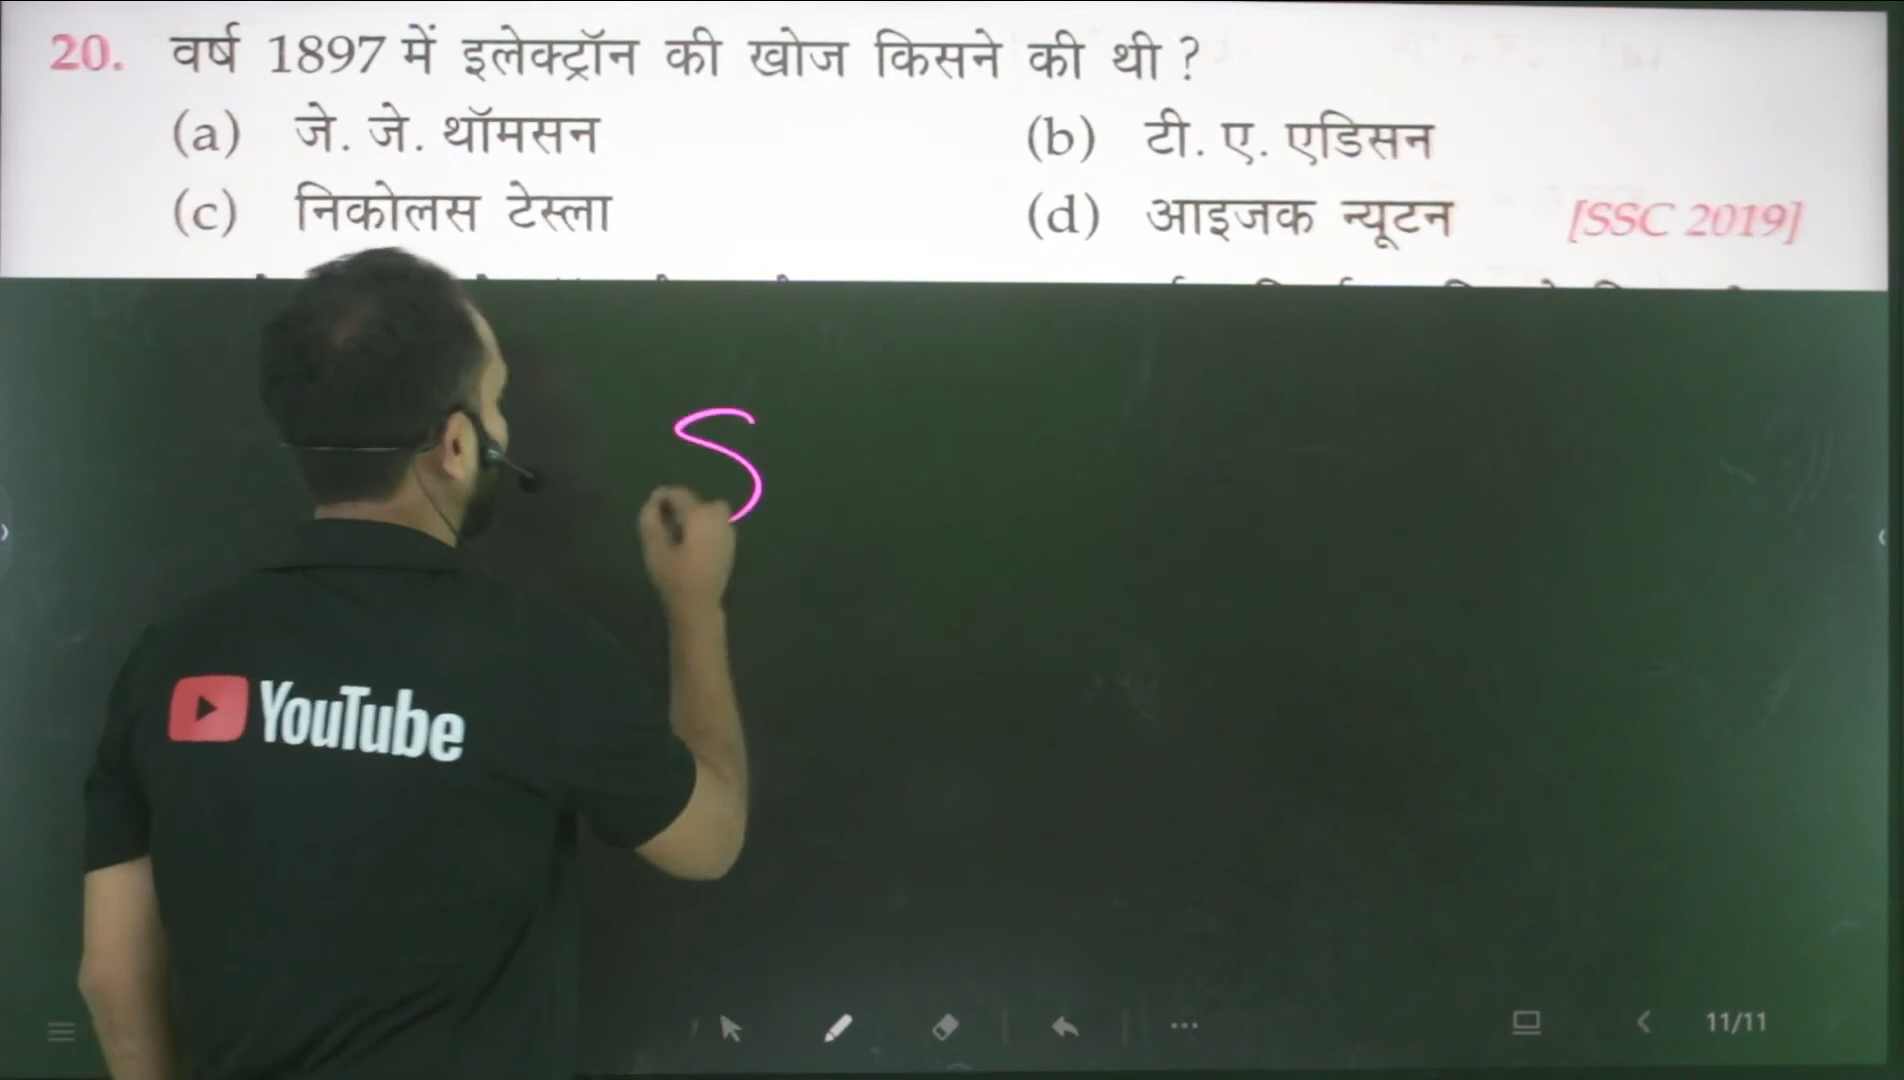 20. वर्ष 1897 में इलेक्ट्रॉन की खोज किसने की थी ?
(a) जे. जे. थॉमसन (b) टी. ए. एडिसन
(c) निकोलस टेस्ला (d) आइजक न्यूटन [SSC 2019]
S
YouTube
11/11